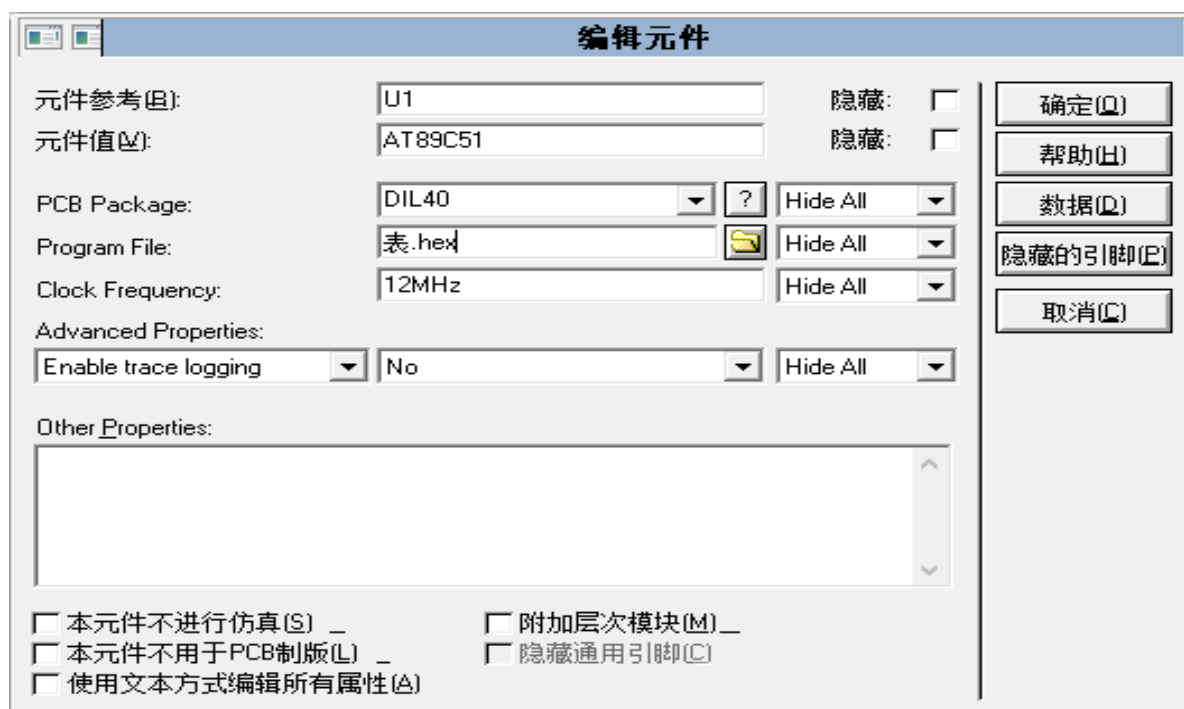 编辑元件
元件参考(R): U1 隐藏: 确定(O)
元件值(V): AT89C51 隐藏: 帮助(H)
PCB Package: DIL40 ? Hide All 数据(D)
Program File: 表.hex Hide All 隐藏的引脚(P)
Clock Frequency: 12MHz Hide All 取消(C)
Advanced Properties:
Enable trace logging No Hide All
Other Properties:
本元件不进行仿真(S) 附加层次模块(M)
本元件不用于PCB制版(L) 隐藏通用引脚(C)
使用文本方式编辑所有属性(A)